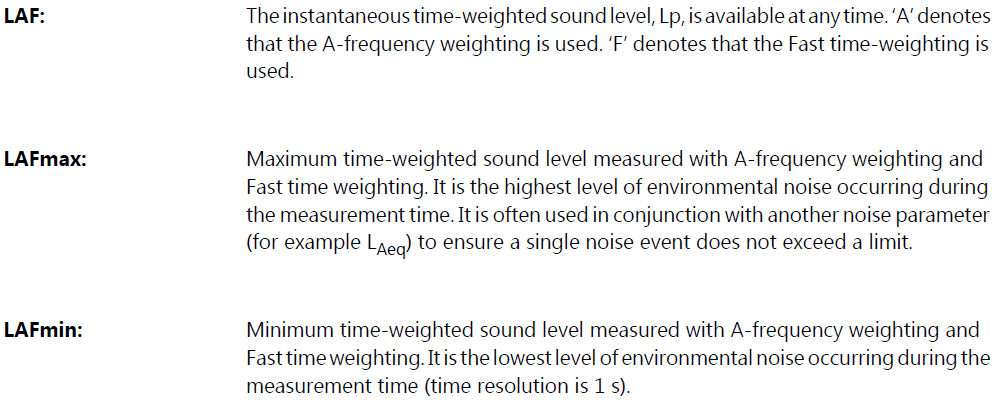 LAF: The instantaneous time-weighted sound level, Lp, is available at any time. ‘A’ denotes
that the A-frequency weighting is used. ‘F’ denotes that the Fast time-weighting is
used.
LAFmax: Maximum time-weighted sound level measured with A-frequency weighting and
Fast time weighting. It is the highest level of environmental noise occurring during
the measurement time. It is often used in conjunction with another noise parameter
(for example LAeq) to ensure a single noise event does not exceed a limit.
LAFmin: Minimum time-weighted sound level measured with A-frequency weighting and
Fast time weighting. It is the lowest level of environmental noise occurring during the
measurement time (time resolution is 1 s).